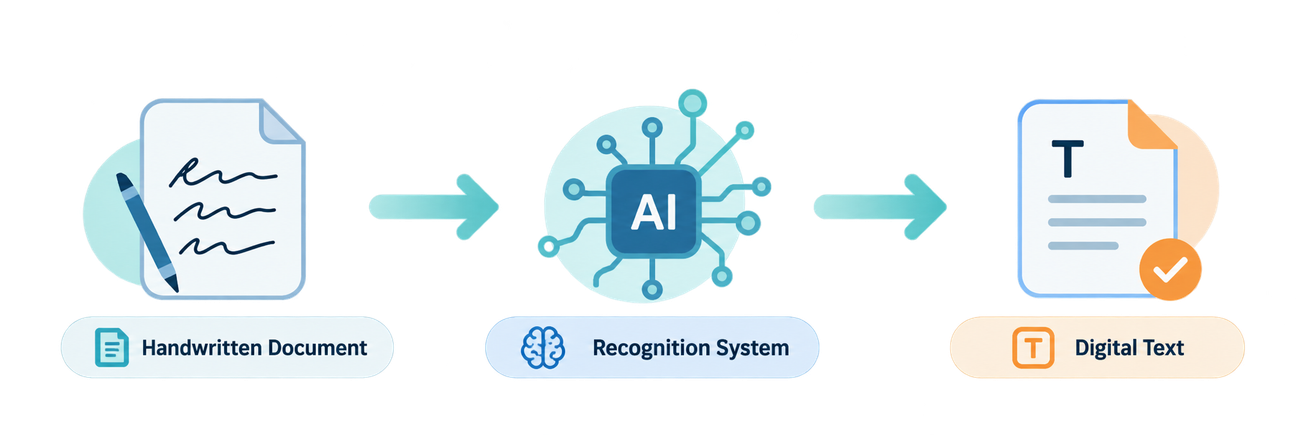 AI
T
Handwritten Document
Recognition System
T
Digital Text